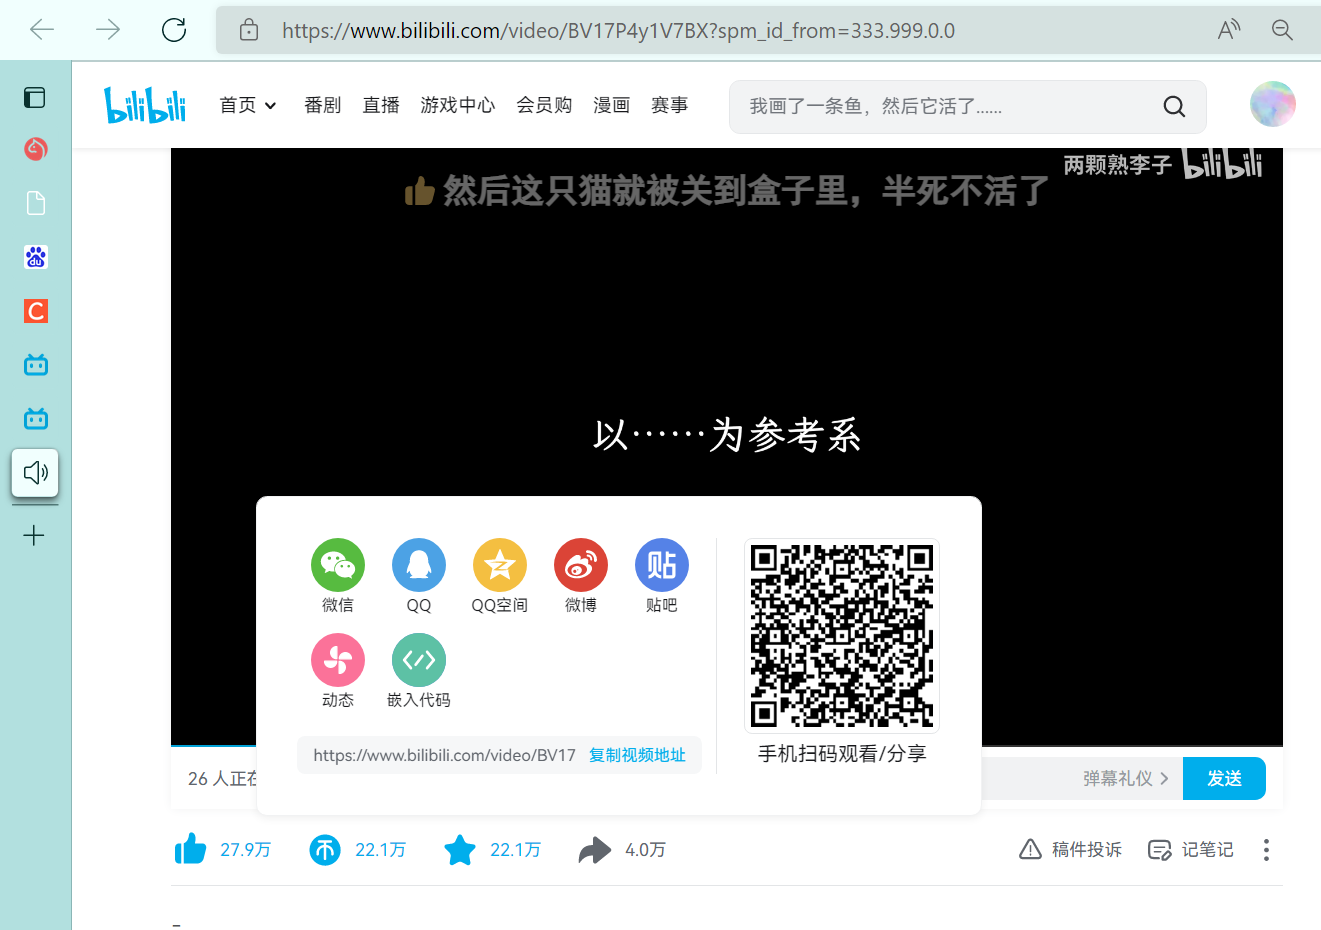 https://www.bilibili.com/video/BV17P4y1V7BX?spm_id_from=333.999.0.0
bilibili 首页 番剧 直播 游戏中心 会员购 漫画 赛事 我画了一条鱼，然后它活了......
两颗熟李子 bilibili
然后这只猫就被关到盒子里，半死不活了
以……为参考系
微信 QQ QQ空间 微博 贴吧
动态 嵌入代码
https://www.bilibili.com/video/BV17 复制视频地址
手机扫码观看/分享
26 人正在 弹幕礼仪 发送
27.9万 22.1万 22.1万 4.0万 稿件投诉 记笔记